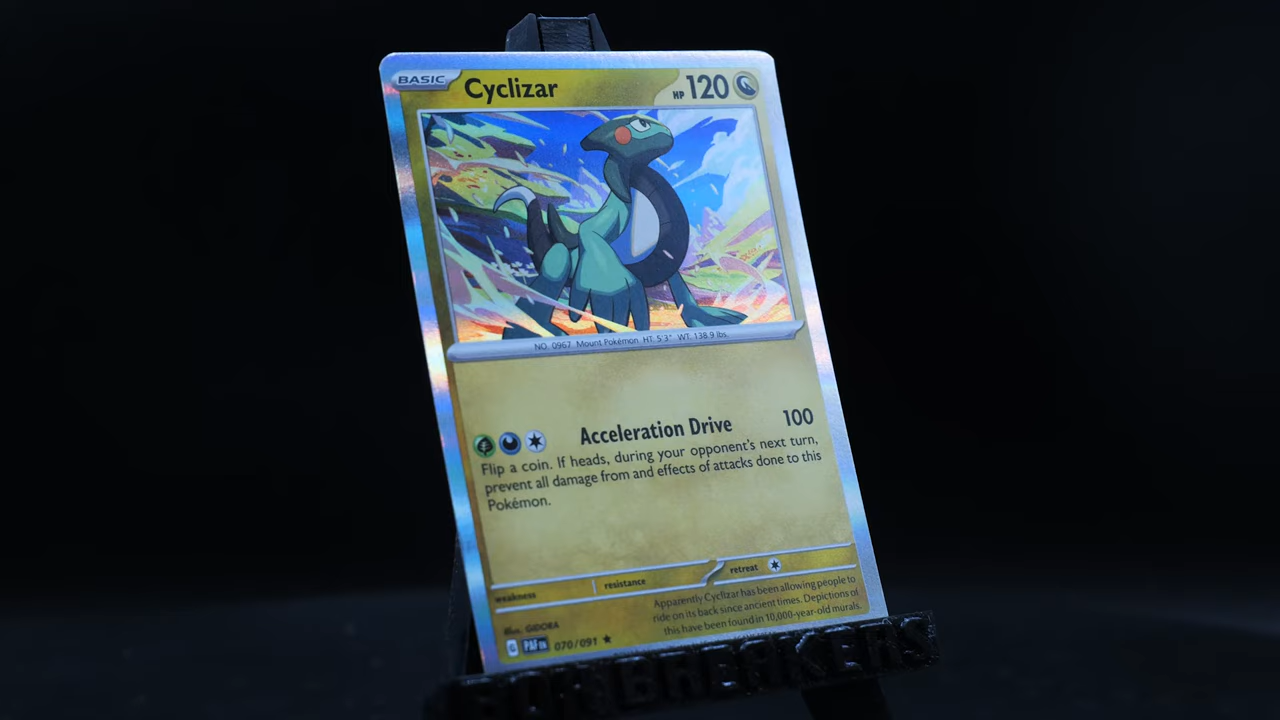 BASIC Cyclizar HP 120
NO. 0967 Mount Pokémon HT: 5'3" WT: 138.9 lbs.
Acceleration Drive 100
Flip a coin. If heads, during your opponent's next turn,
prevent all damage from and effects of attacks done to this
Pokémon.
weakness resistance retreat
Apparently Cyclizar has been allowing people to
ride on its back since ancient times. Depictions of
this have been found in 10,000-year-old murals.
Illus. GIDORA
G PAF EN 070/091